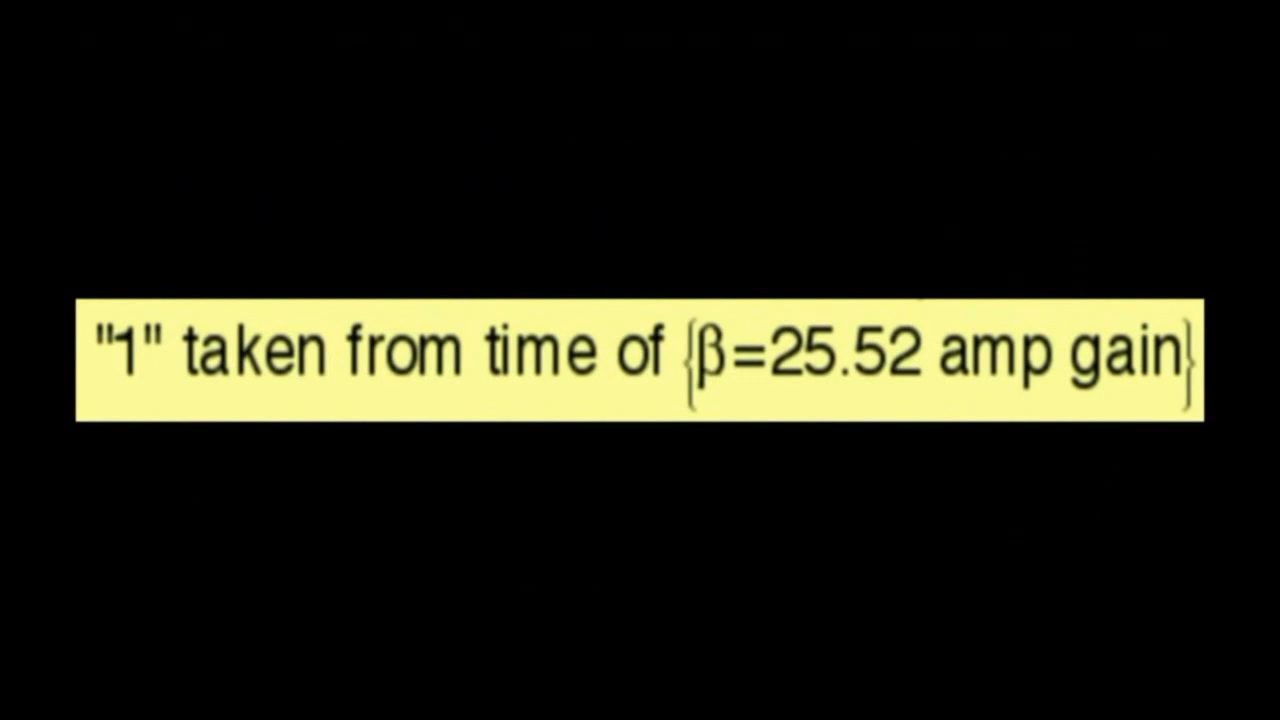 "1" taken from time of {β=25.52 amp gain}